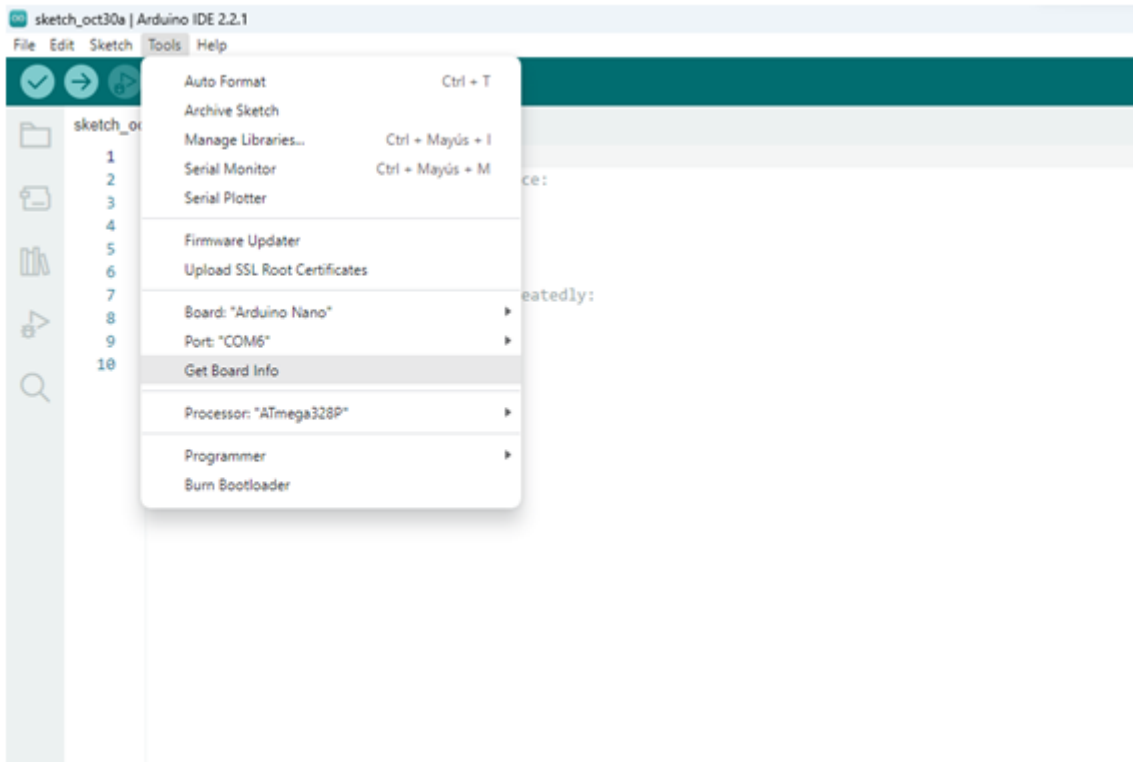 sketch_oct30a | Arduino IDE 2.2.1
File Edit Sketch Tools Help
sketch_oc
Auto Format Ctrl + T
Archive Sketch
Manage Libraries... Ctrl + Mayús + I
Serial Monitor Ctrl + Mayús + M
Serial Plotter
Firmware Updater
Upload SSL Root Certificates
Board: "Arduino Nano"
Port: "COM6"
Get Board Info
Processor: "ATmega328P"
Programmer
Burn Bootloader
1
2 ce:
3
4
5
6
7 eatedly:
8
9
10